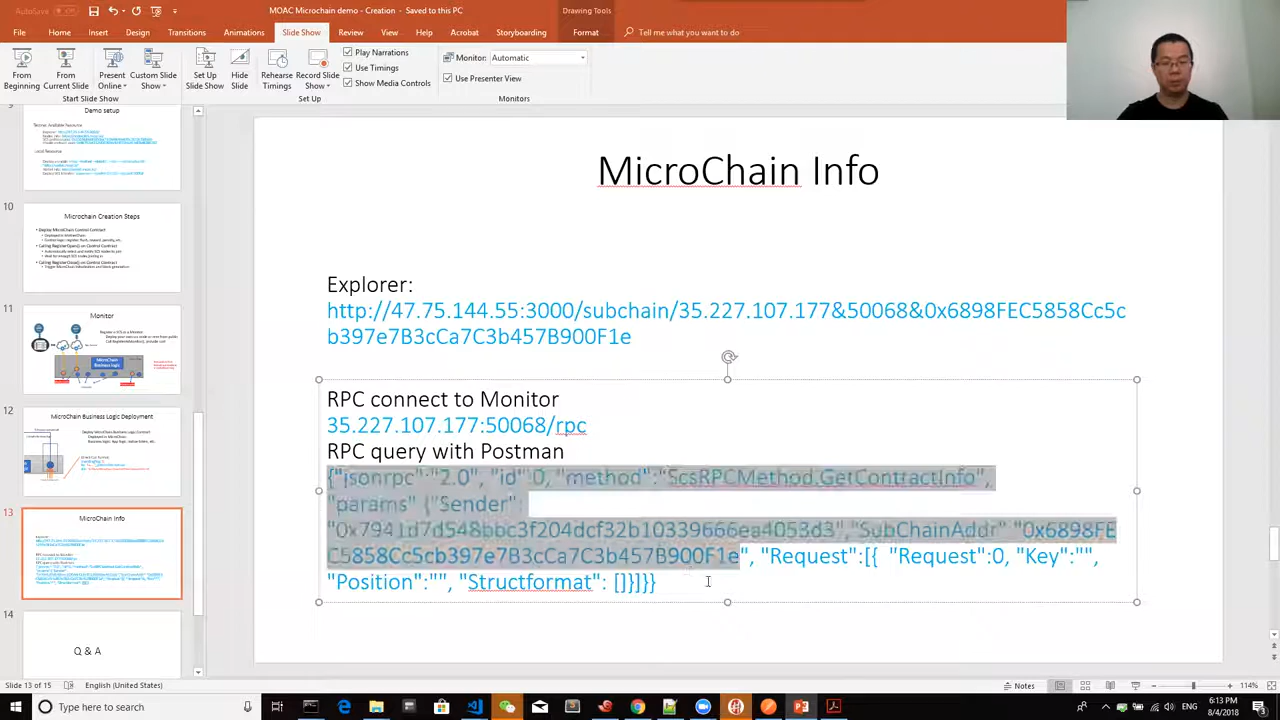 AutoSave Off
MOAC MicroChain demo - Creation - Saved to this PC
Drawing Tools
File Home Insert Design Transitions Animations Slide Show Review View Help Acrobat Storyboarding Format Tell me what you want to do
From Beginning
From Current Slide
Present Online
Custom Slide Show
Set Up Slide Show
Hide Slide
Rehearse Timings
Record Slide Show
Play Narrations
Use Timings
Show Media Controls
Monitor: Automatic
Use Presenter View
Start Slide Show
Set Up
Monitors
Demo setup
10
Microchain Creation Steps
11
Monitor
12
MicroChain Business Logic Deployment
13
MicroChain Info
14
Q & A
MicroChain Info
Explorer:
http://47.75.144.55:3000/subchain/35.227.107.177&50068&0x6898FEC5858Cc5c
b397e7B3cCa7C3b457B900F1e
RPC connect to Monitor
35.227.107.177:50068/rpc
RPC query with Postman
{"jsonrpc": "2.0", "id":0, "method":"ScsRPCMethod.GetContractInfo",
"params":{"Sender":
"Request":[{ "Reqtest":0, "Key":"",
"Position":"", "Structformat": []}]}}
Slide 13 of 15
English (United States)
Notes
114%
Type here to search
6:13 PM
8/4/2018